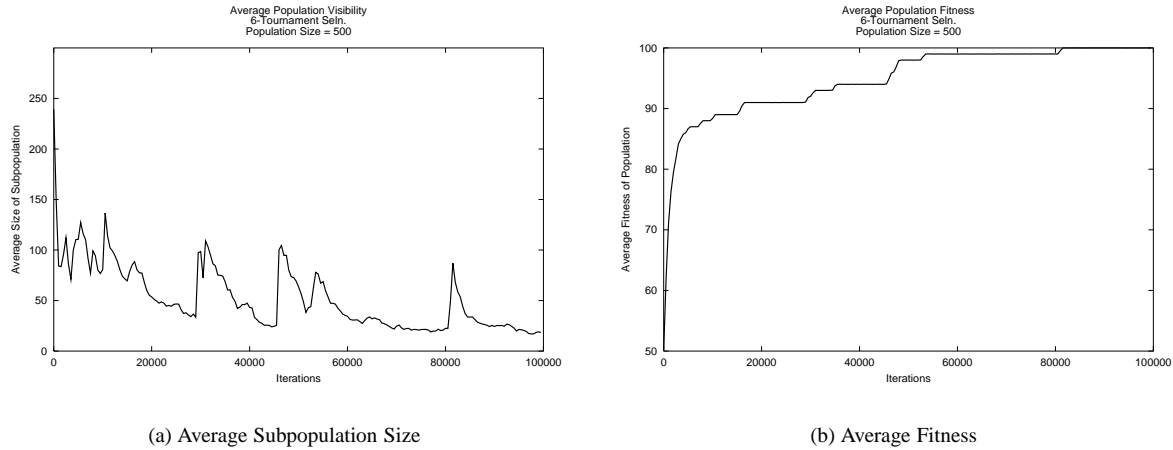 Average Population Visibility
6-Tournament Seln.
Population Size = 500
250
200
150
100
50
0
Average Size of Subpopulation
0 20000 40000 60000 80000 100000
Iterations
(a) Average Subpopulation Size
Average Population Fitness
6-Tournament Seln.
Population Size = 500
100
90
80
70
60
50
Average Fitness of Population
0 20000 40000 60000 80000 100000
Iterations
(b) Average Fitness